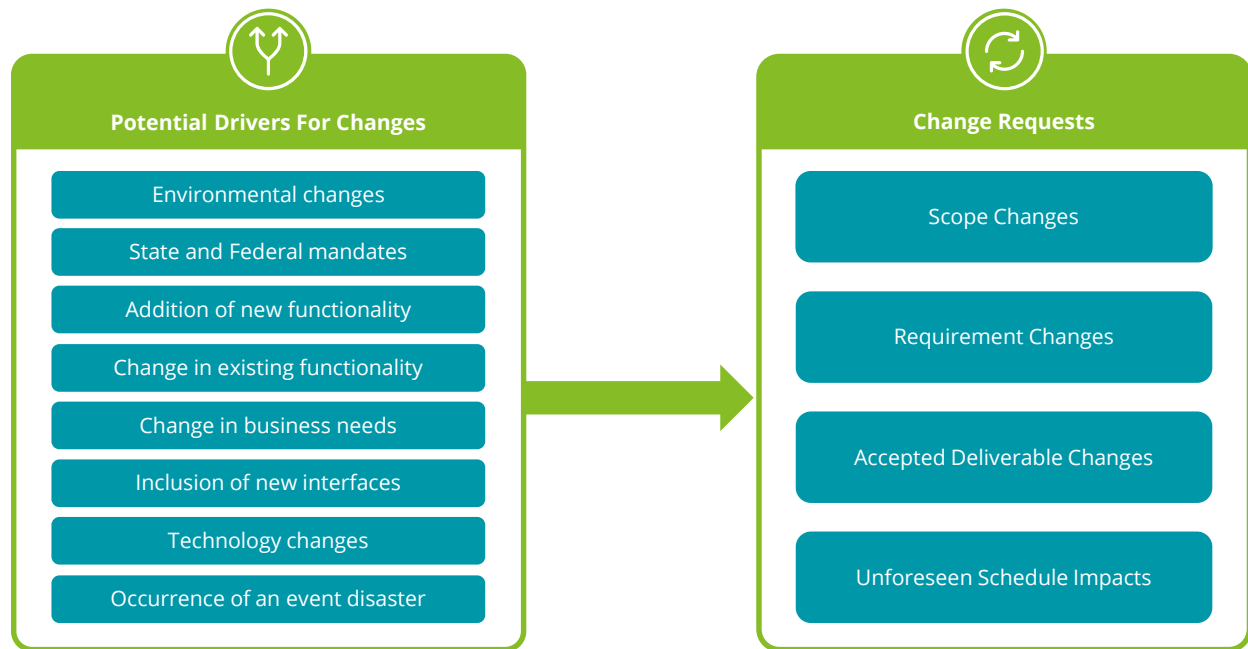 Potential Drivers For Changes
Environmental changes
State and Federal mandates
Addition of new functionality
Change in existing functionality
Change in business needs
Inclusion of new interfaces
Technology changes
Occurrence of an event disaster
Change Requests
Scope Changes
Requirement Changes
Accepted Deliverable Changes
Unforeseen Schedule Impacts